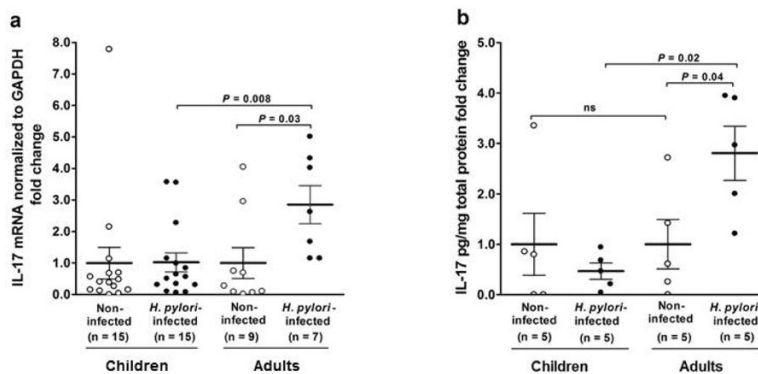 a
IL-17 mRNA normalized to GAPDH
fold change
8.0
7.0
6.0
5.0
4.0
3.0
2.0
1.0
0.0
P = 0.008
P = 0.03
Non-
infected
(n = 15)
H. pylori-
infected
(n = 15)
Non-
infected
(n = 9)
H. pylori-
infected
(n = 7)
Children
Adults
b
IL-17 pg/mg total protein fold change
5.0
4.0
3.0
2.0
1.0
0.0
P = 0.02
P = 0.04
ns
Non-
infected
(n = 5)
H. pylori-
infected
(n = 5)
Non-
infected
(n = 5)
H. pylori-
infected
(n = 5)
Children
Adults